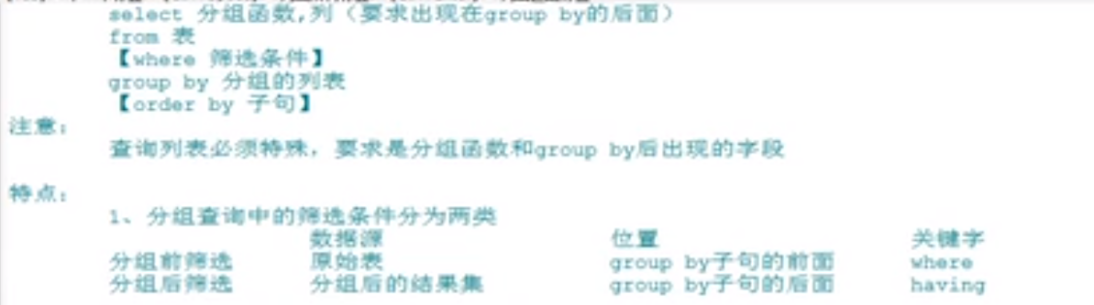 select 分组函数,列（要求出现在group by的后面）
from 表
【where 筛选条件】
group by 分组的列表
【order by 子句】
注意：
查询列表必须特殊，要求是分组函数和group by后出现的字段
特点：
1、分组查询中的筛选条件分为两类
数据源 位置 关键字
分组前筛选 原始表 group by子句的前面 where
分组后筛选 分组后的结果集 group by子句的后面 having